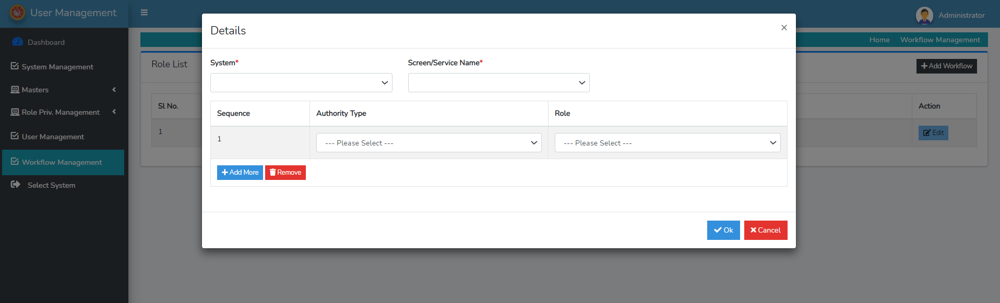 User Management
Administrator
Dashboard
System Management
Masters
Role Priv. Management
User Management
Workflow Management
Select System
Home Workflow Management
Role List
+ Add Workflow
Sl No.
Action
1
Edit
Details
×
System*
Screen/Service Name*
Sequence Authority Type Role
1 --- Please Select --- --- Please Select ---
+ Add More Remove
Ok Cancel